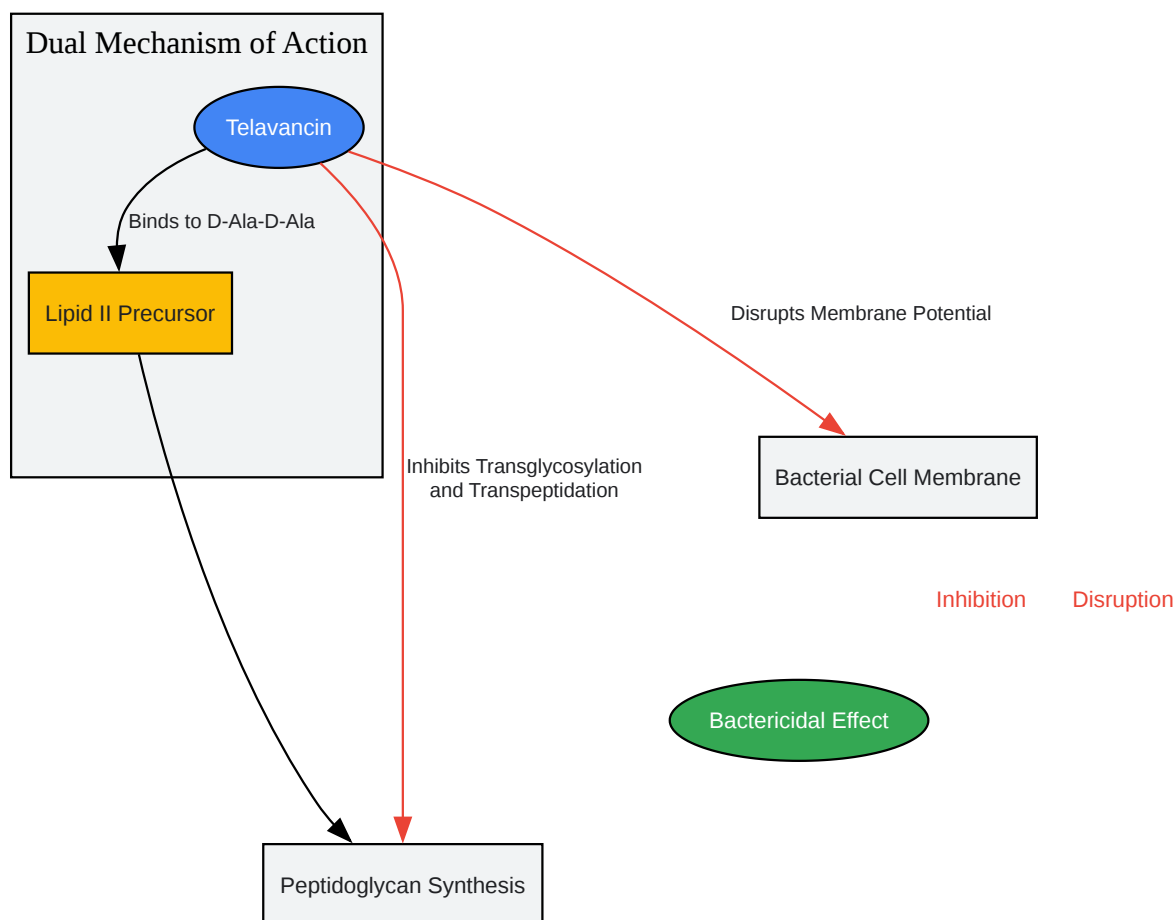 Dual Mechanism of Action
Telavancin
Binds to D-Ala-D-Ala
Lipid II Precursor
Disrupts Membrane Potential
Inhibits Transglycosylation
and Transpeptidation
Bacterial Cell Membrane
Inhibition
Disruption
Bactericidal Effect
Peptidoglycan Synthesis